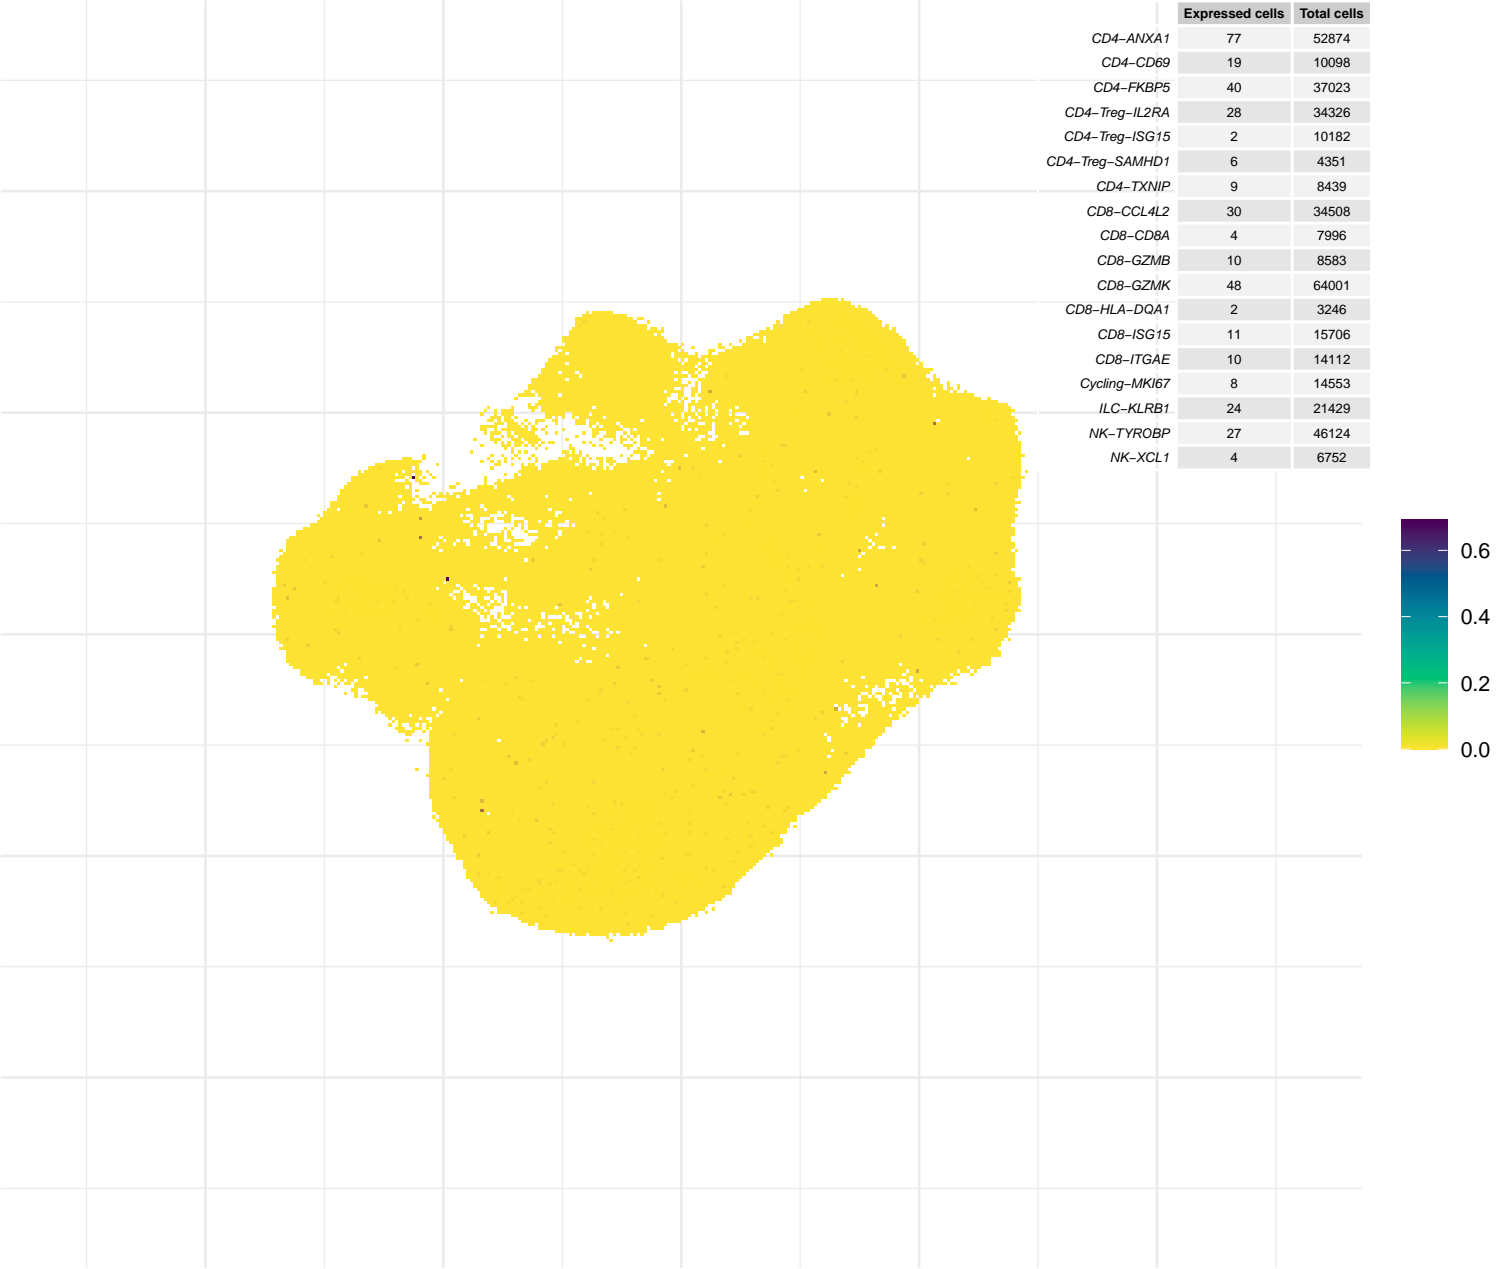 Expressed cells Total cells
CD4−ANXA1 77 52874
CD4−CD69 19 10098
CD4−FKBP5 40 37023
CD4−Treg−IL2RA 28 34326
CD4−Treg−ISG15 2 10182
CD4−Treg−SAMHD1 6 4351
CD4−TXNIP 9 8439
CD8−CCL4L2 30 34508
CD8−CD8A 4 7996
CD8−GZMB 10 8583
CD8−GZMK 48 64001
CD8−HLA−DQA1 2 3246
CD8−ISG15 11 15706
CD8−ITGAE 10 14112
Cycling−MKI67 8 14553
ILC−KLRB1 24 21429
NK−TYROBP 27 46124
NK−XCL1 4 6752
0.6
0.4
0.2
0.0